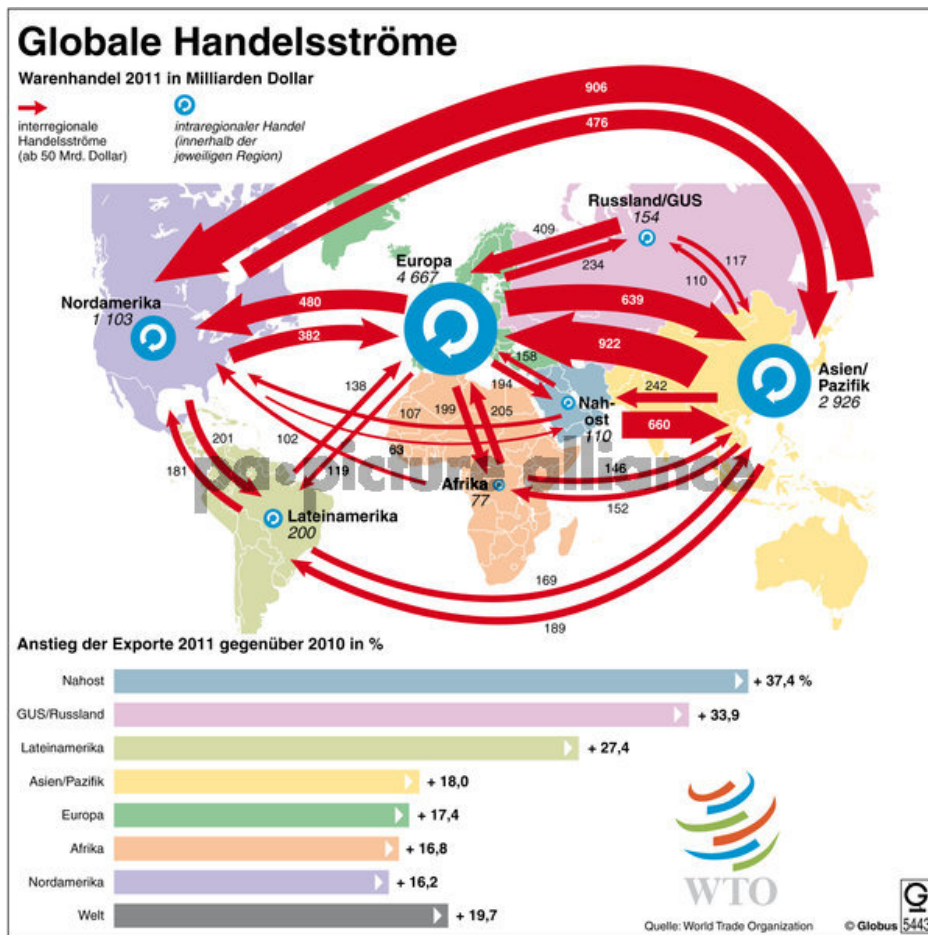 Globale Handelsströme
Warenhandel 2011 in Milliarden Dollar
interregionale
Handelsströme
(ab 50 Mrd. Dollar)
intraregionaler Handel
(innerhalb der
jeweiligen Region)
906
476
Russland/GUS
154
409
234
117
110
Europa
4 667
Nordamerika
1 103
480
382
639
922
158
Asien/
Pazifik
2 926
242
138
194
107
199
205
Nah-
ost
110
660
201
102
63
181
119
146
pa-picture alliance
Afrika
77
152
Lateinamerika
200
169
189
Anstieg der Exporte 2011 gegenüber 2010 in %
Nahost + 37,4 %
GUS/Russland + 33,9
Lateinamerika + 27,4
Asien/Pazifik + 18,0
Europa + 17,4
Afrika + 16,8
Nordamerika + 16,2
Welt + 19,7
WTO
Quelle: World Trade Organization
© Globus
G
5443